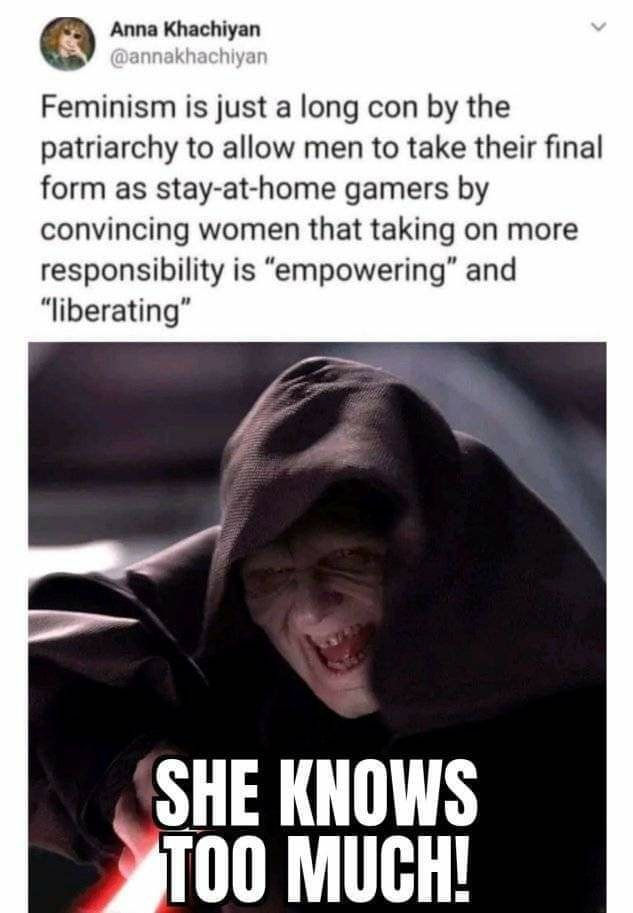 Anna Khachiyan
@annakhachiyan
Feminism is just a long con by the
patriarchy to allow men to take their final
form as stay-at-home gamers by
convincing women that taking on more
responsibility is “empowering” and
“liberating”
SHE KNOWS
TOO MUCH!